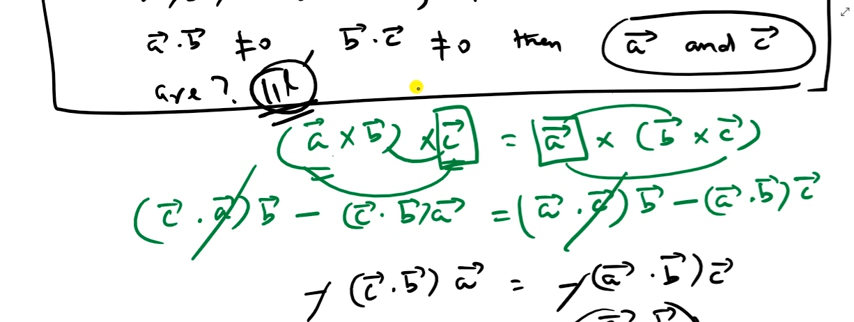 a⃗ . b⃗ ≠0 b⃗ . c⃗ ≠0 then a⃗ and c⃗
are?. ||
(a⃗ × b⃗) × c⃗ = a⃗ × (b⃗ × c⃗)
(c⃗ . a⃗) b⃗ − (c⃗ . b⃗) a⃗ = (a⃗ . c⃗) b⃗ − (a⃗ . b⃗) c⃗
− (c⃗ . b⃗) a⃗ = − (a⃗ . b⃗) c⃗